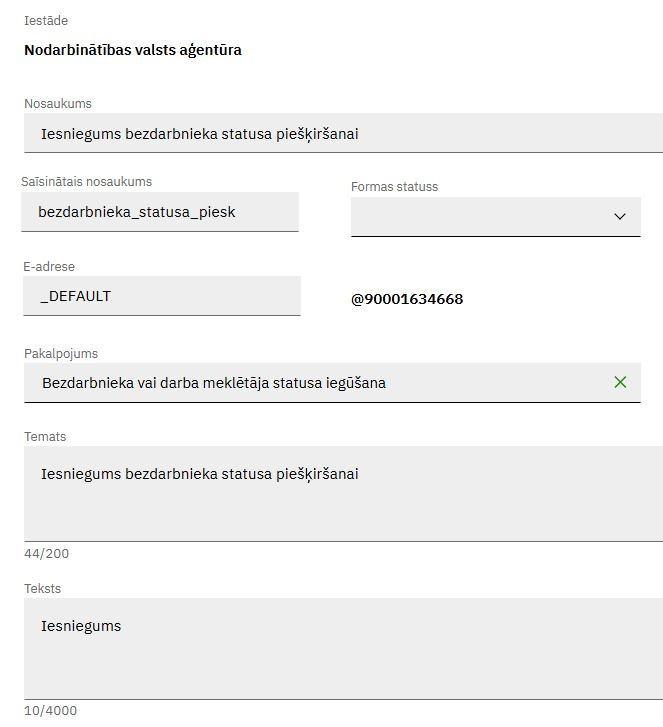 Iestāde
Nodarbinātības valsts aģentūra
Nosaukums
Iesniegums bezdarbnieka statusa piešķiršanai
Saīsinātais nosaukums
Formas statuss
bezdarbnieka_statusa_piesk
E-adrese
_DEFAULT
@90001634668
Pakalpojums
Bezdarbnieka vai darba meklētāja statusa iegūšana
Temats
Iesniegums bezdarbnieka statusa piešķiršanai
44/200
Teksts
Iesniegums
10/4000